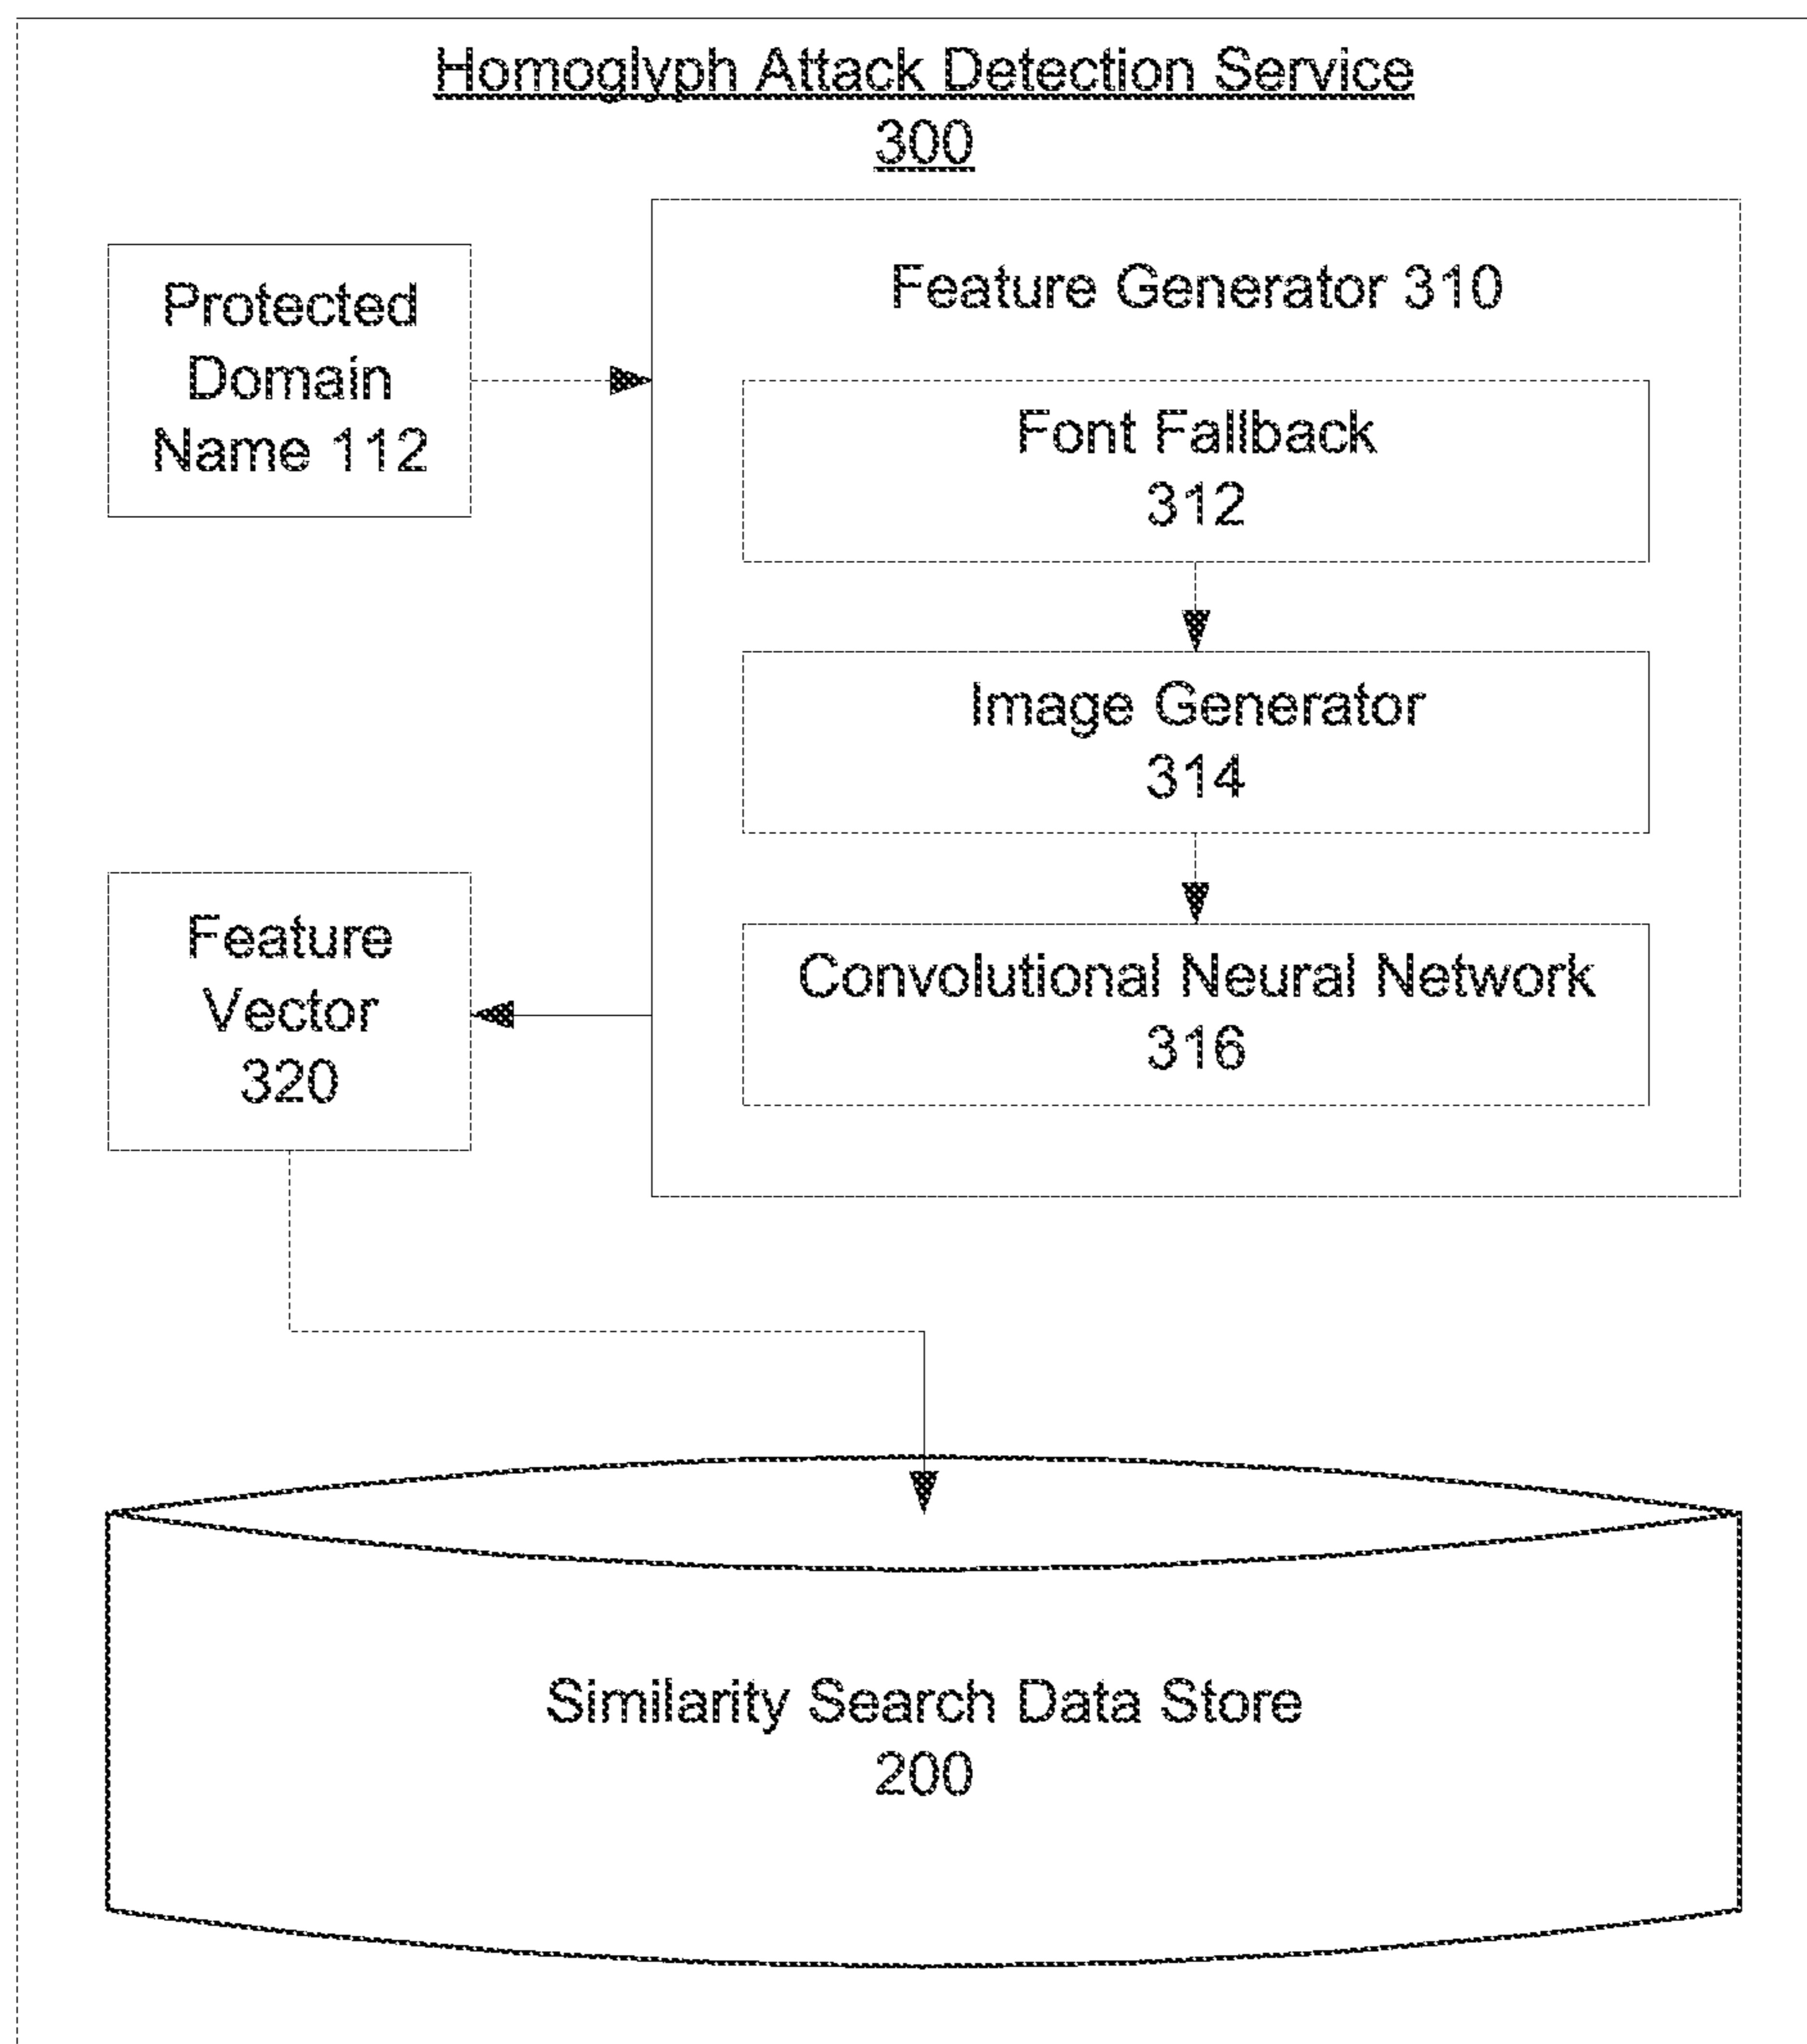 Homoglyph Attack Detection Service
300
Protected
Domain
Name 112
Feature Generator 310
Font Fallback
312
Image Generator
314
Convolutional Neural Network
316
Feature
Vector
320
Similarity Search Data Store
200